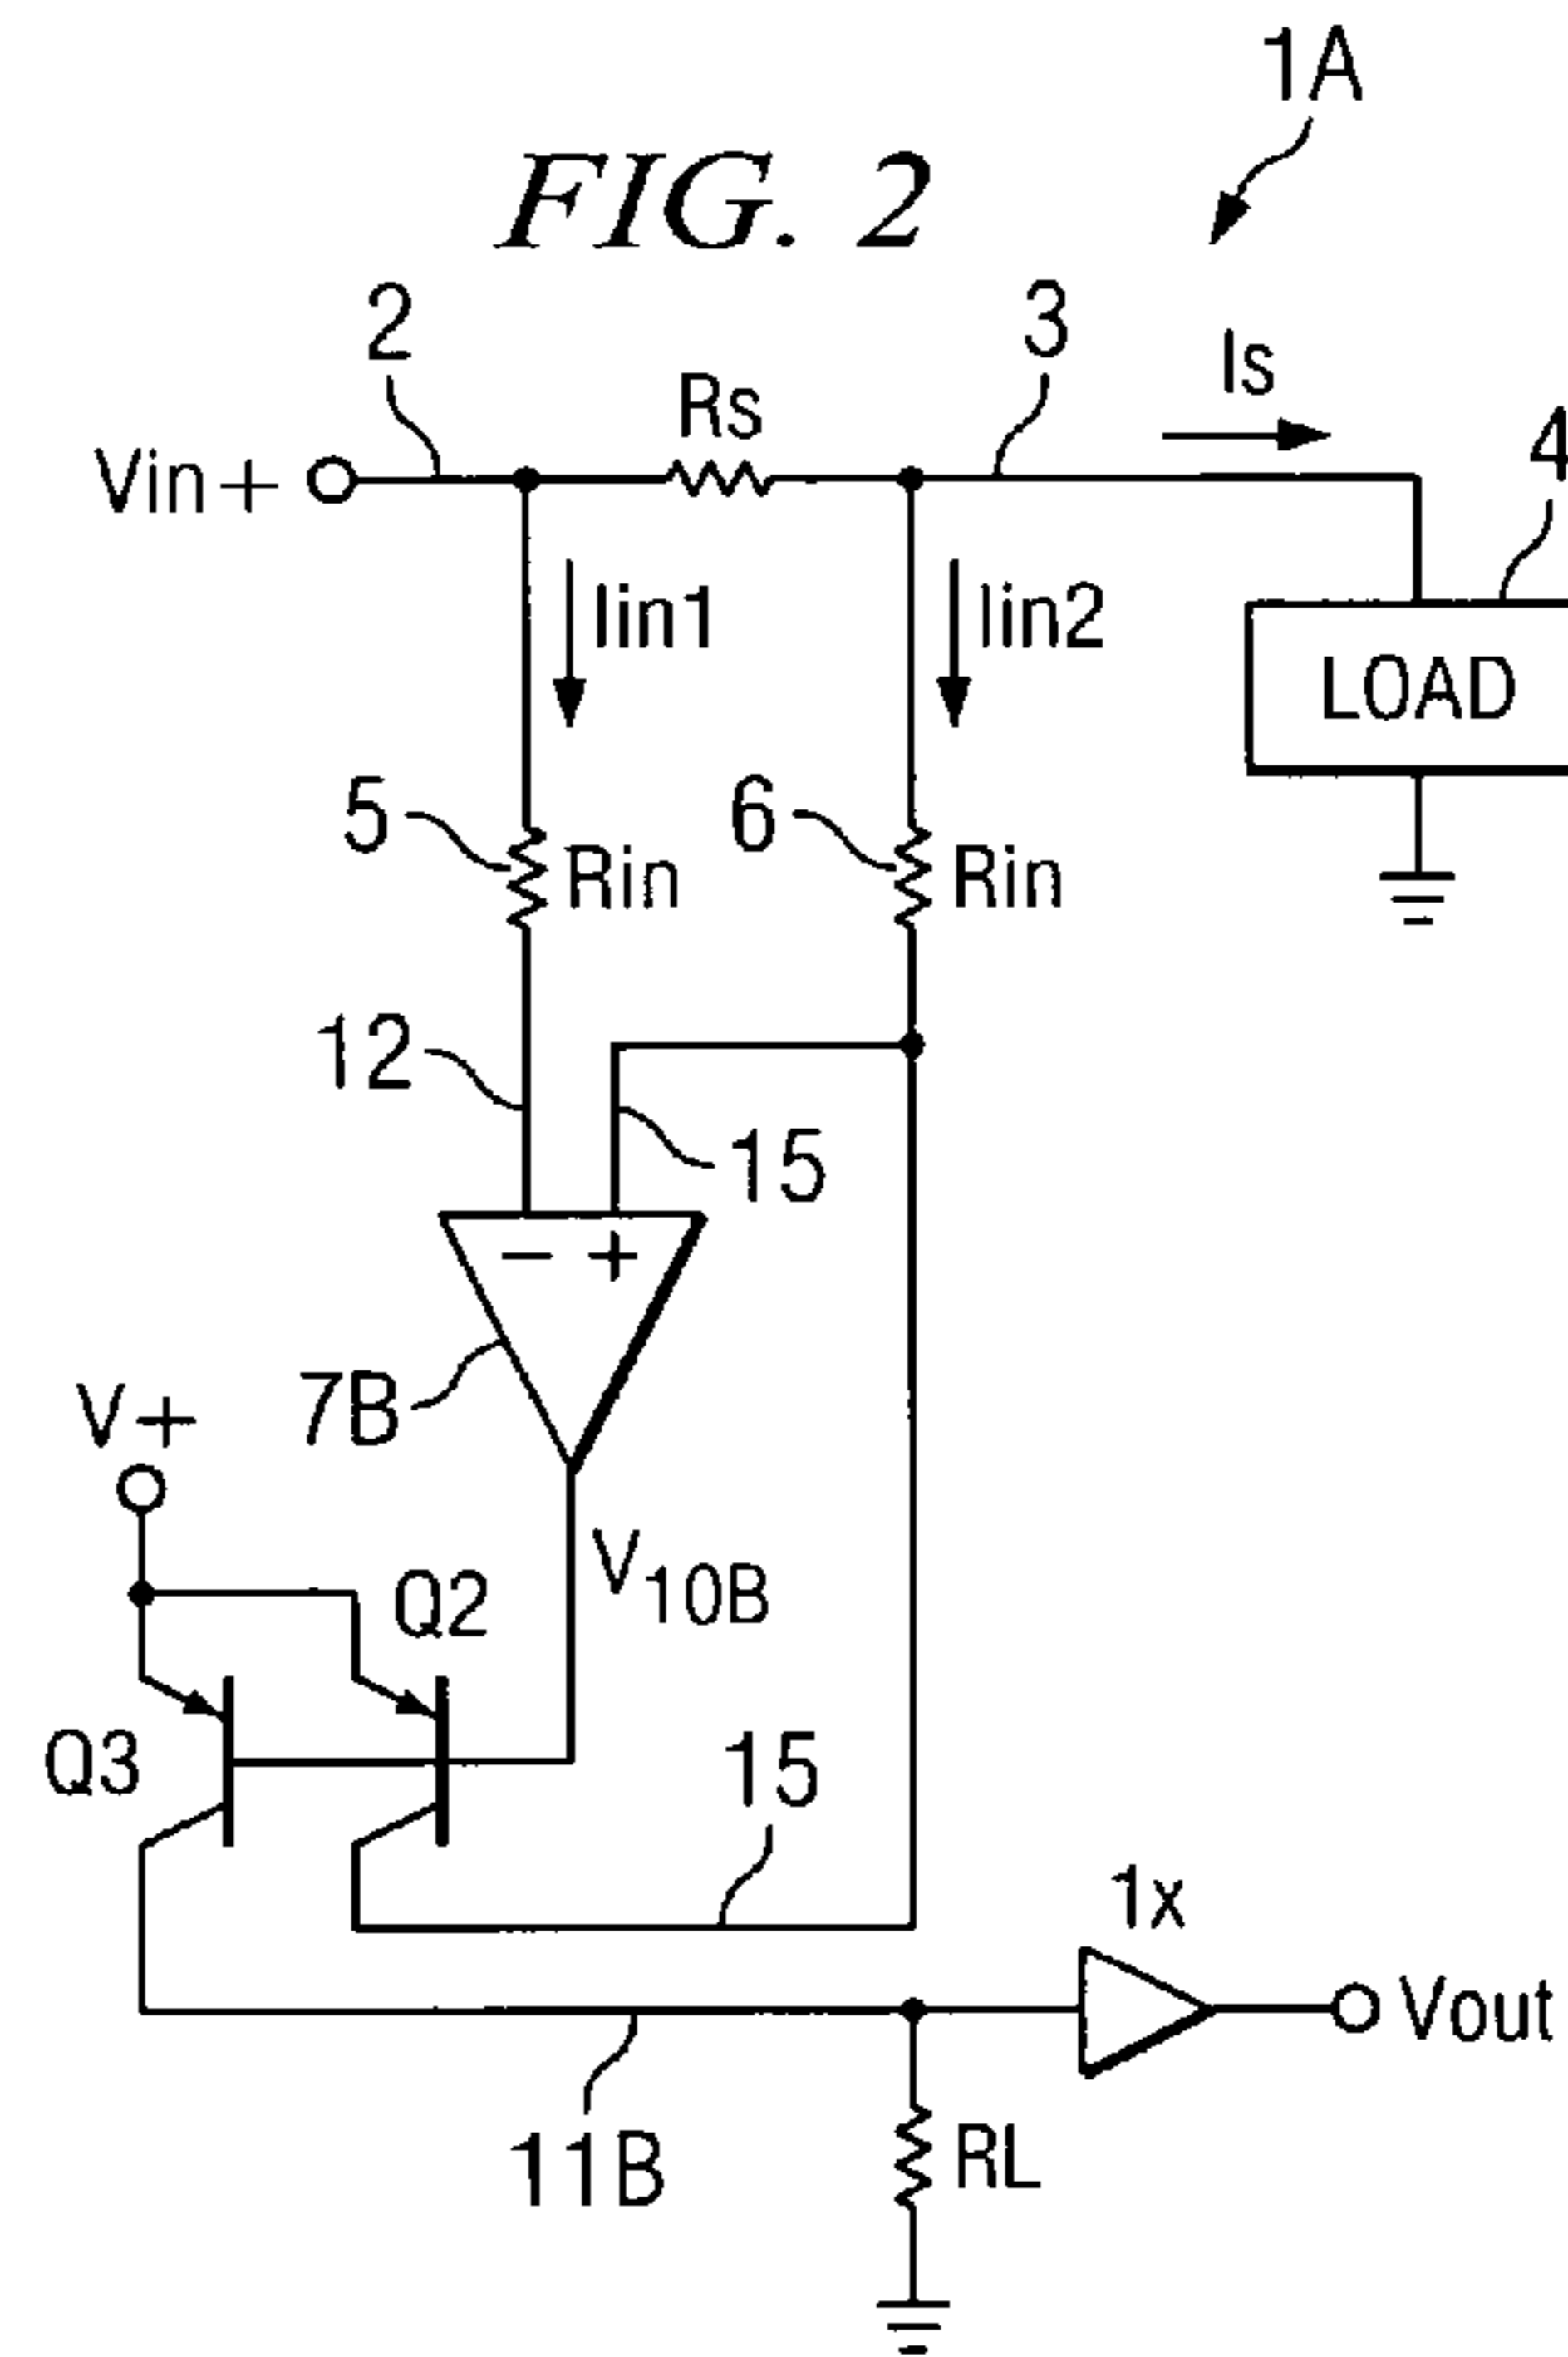 1A
FIG. 2
2
3
Is
Rs
4
Vin+
Iin1
Iin2
LOAD
5
Rin
6
Rin
12
15
- +
7B
V+
V10B
Q2
Q3
15
1x
Vout
11B
RL